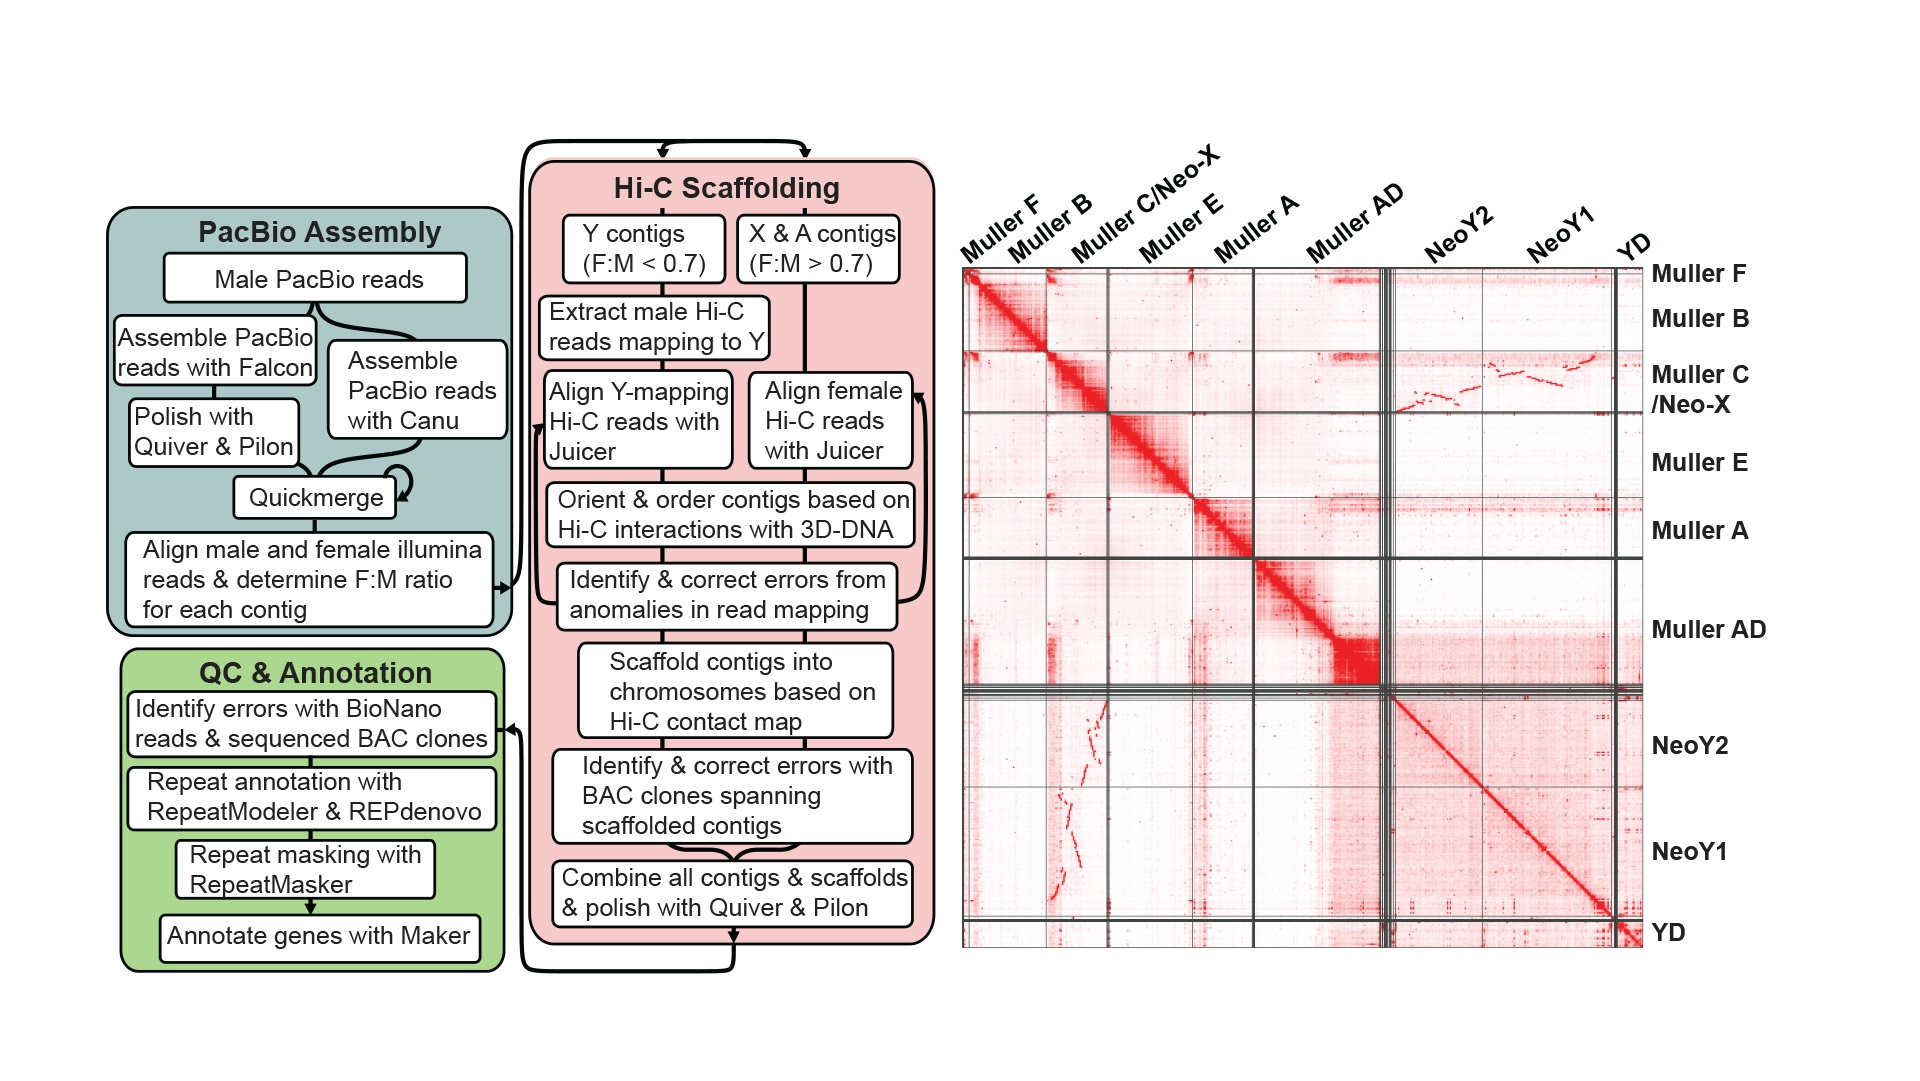 PacBio Assembly
Male PacBio reads
Assemble PacBio
reads with Falcon
Assemble
PacBio reads
with Canu
Polish with
Quiver & Pilon
Quickmerge
Align male and female illumina
reads & determine F:M ratio
for each contig
QC & Annotation
Identify errors with BioNano
reads & sequenced BAC clones
Repeat annotation with
RepeatModeler & REPdenovo
Repeat masking with
RepeatMasker
Annotate genes with Maker
Hi-C Scaffolding
Y contigs
(F:M < 0.7)
X & A contigs
(F:M > 0.7)
Extract male Hi-C
reads mapping to Y
Align Y-mapping
Hi-C reads with
Juicer
Align female
Hi-C reads
with Juicer
Orient & order contigs based on
Hi-C interactions with 3D-DNA
Identify & correct errors from
anomalies in read mapping
Scaffold contigs into
chromosomes based on
Hi-C contact map
Identify & correct errors with
BAC clones spanning
scaffolded contigs
Combine all contigs & scaffolds
& polish with Quiver & Pilon
Muller F
Muller B
Muller C/Neo-X
Muller E
Muller A
Muller AD
NeoY2
NeoY1
YD
Muller F
Muller B
Muller C
/Neo-X
Muller E
Muller A
Muller AD
NeoY2
NeoY1
YD